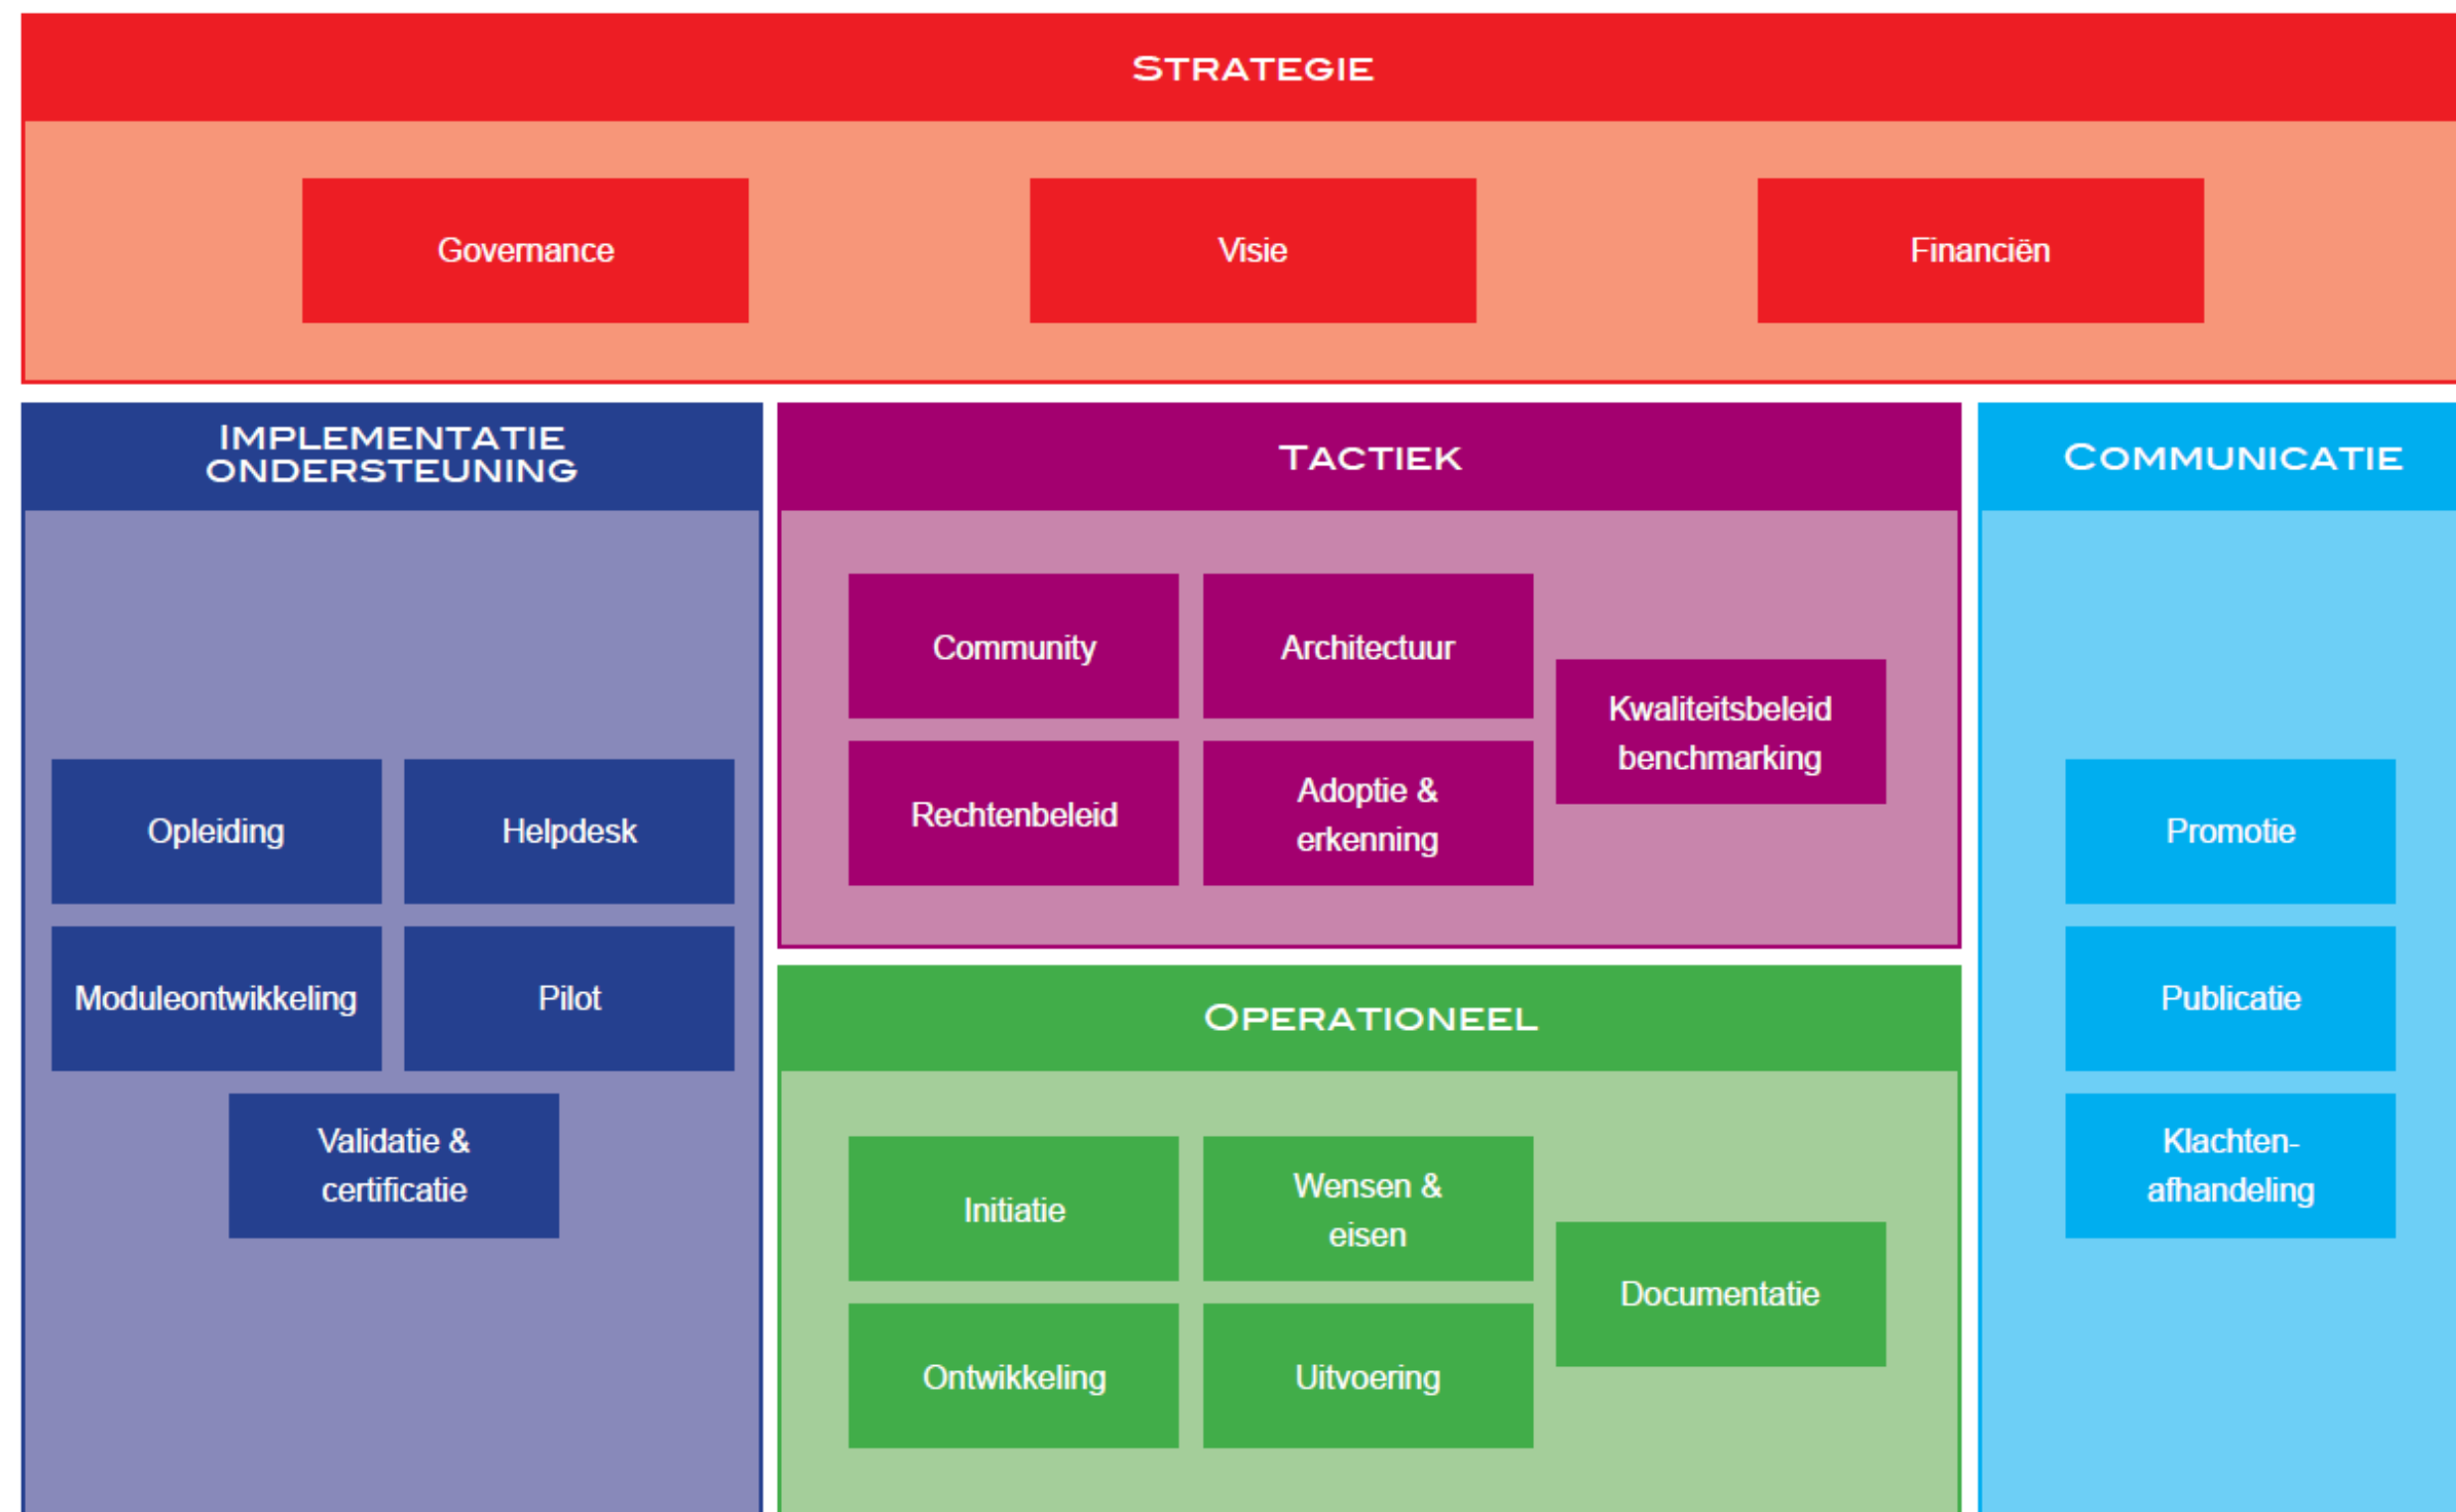 STRATEGIE
Governance
Visie
Financiën
IMPLEMENTATIE
ONDERSTEUNING
Opleiding
Helpdesk
Moduleontwikkeling
Pilot
Validatie &
certificatie
TACTIEK
Community
Architectuur
Kwaliteitsbeleid
benchmarking
Rechtenbeleid
Adoptie &
erkenning
OPERATIONEEL
Initiatie
Wensen &
eisen
Documentatie
Ontwikkeling
Uitvoering
COMMUNICATIE
Promotie
Publicatie
Klachten-
afhandeling